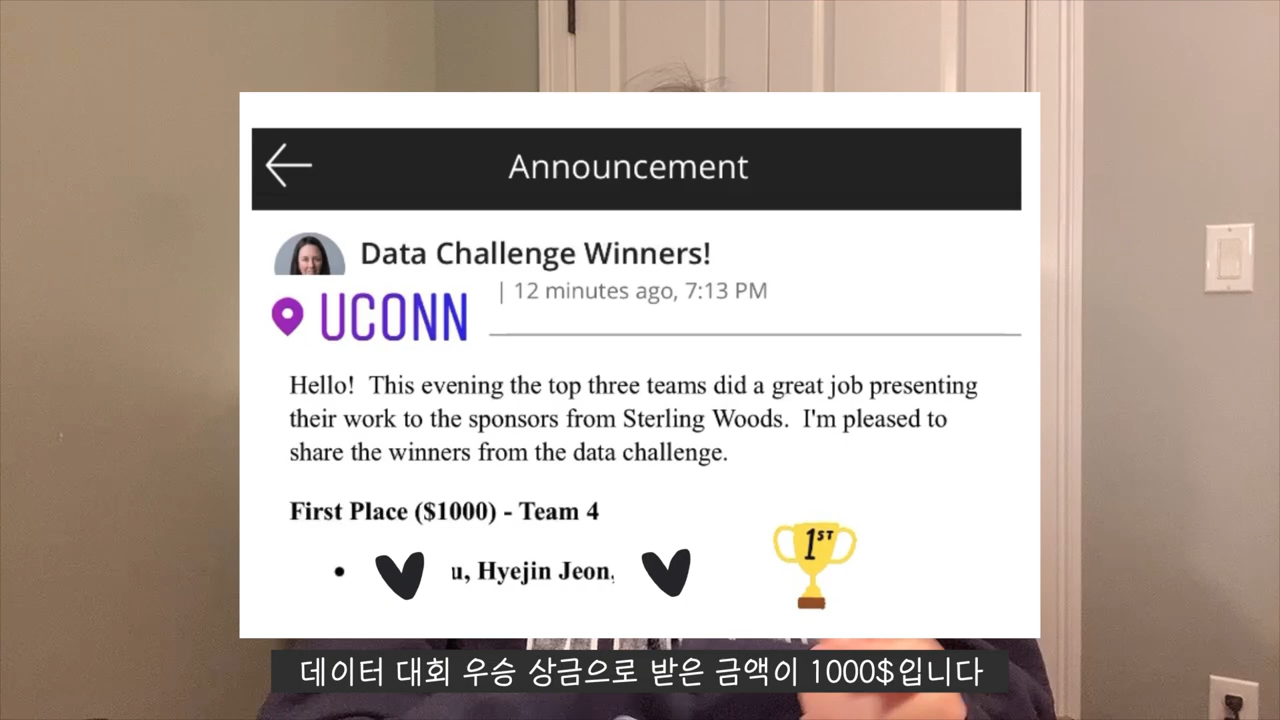 Announcement
Data Challenge Winners!
| 12 minutes ago, 7:13 PM
UCONN
Hello! This evening the top three teams did a great job presenting
their work to the sponsors from Sterling Woods. I'm pleased to
share the winners from the data challenge.
First Place ($1000) - Team 4
• u, Hyejin Jeon,
1ST
데이터 대회 우승 상금으로 받은 금액이 1000$입니다